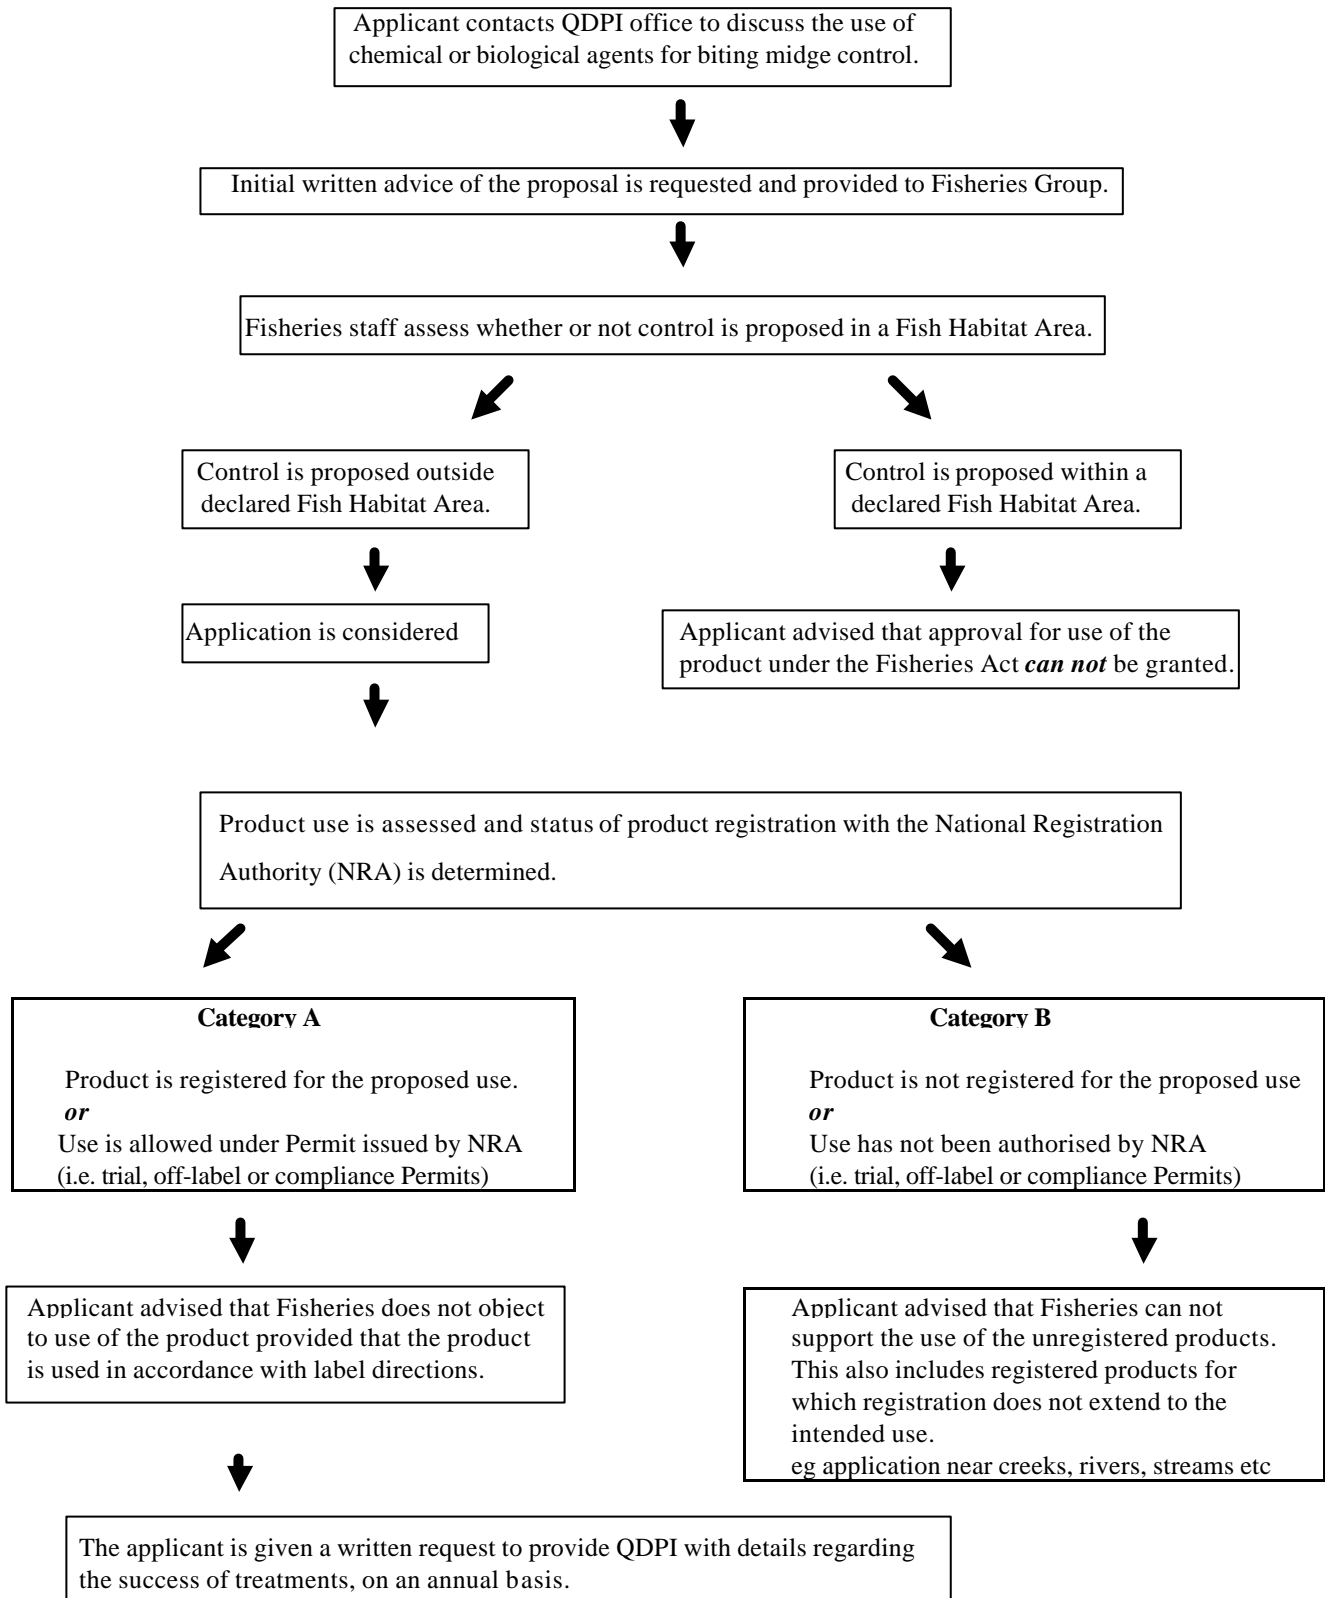 Applicant contacts QDPI office to discuss the use of
chemical or biological agents for biting midge control.
Initial written advice of the proposal is requested and provided to Fisheries Group.
Fisheries staff assess whether or not control is proposed in a Fish Habitat Area.
Control is proposed outside
declared Fish Habitat Area.
Control is proposed within a
declared Fish Habitat Area.
Application is considered
Applicant advised that approval for use of the
product under the Fisheries Act can not be granted.
Product use is assessed and status of product registration with the National Registration
Authority (NRA) is determined.
Category A
Product is registered for the proposed use.
or
Use is allowed under Permit issued by NRA
(i.e. trial, off-label or compliance Permits)
Category B
Product is not registered for the proposed use
or
Use has not been authorised by NRA
(i.e. trial, off-label or compliance Permits)
Applicant advised that Fisheries does not object
to use of the product provided that the product
is used in accordance with label directions.
Applicant advised that Fisheries can not
support the use of the unregistered products.
This also includes registered products for
which registration does not extend to the
intended use.
eg application near creeks, rivers, streams etc
The applicant is given a written request to provide QDPI with details regarding
the success of treatments, on an annual basis.